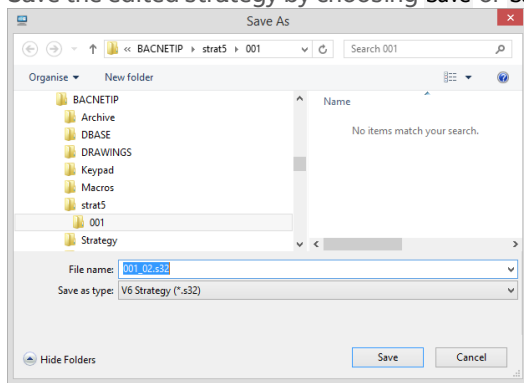 Save the edited strategy by choosing save or
Save As
« BACNETIP ▸ strat5 ▸ 001
Search 001
Organise
New folder
BACNETIP
Archive
DBASE
DRAWINGS
Keypad
Macros
strat5
001
Strategy
Name
No items match your search.
File name: 001_02.s32
Save as type: V6 Strategy (*.s32)
Hide Folders
Save
Cancel